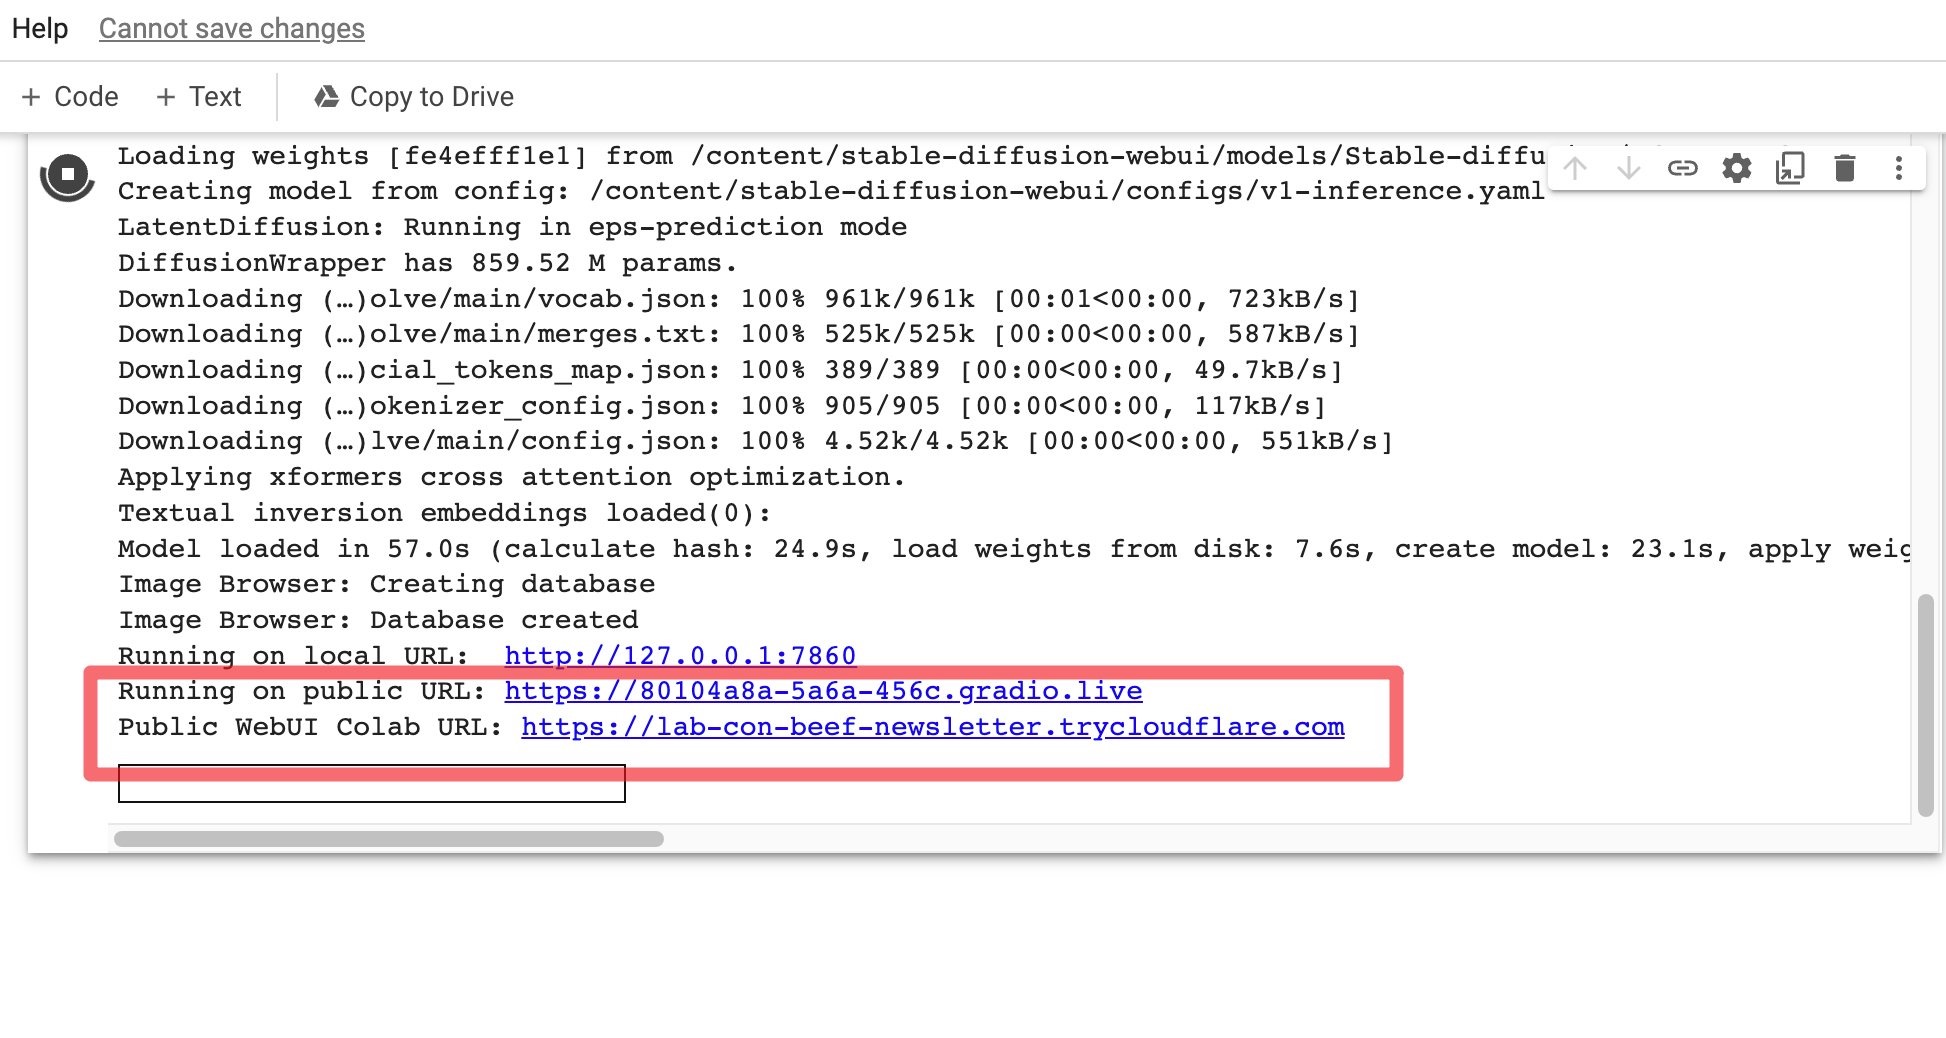 Help Cannot save changes
+ Code + Text Copy to Drive
Loading weights [fe4efff1e1] from /content/stable-diffusion-webui/models/Stable-diffu
Creating model from config: /content/stable-diffusion-webui/configs/v1-inference.yaml
LatentDiffusion: Running in eps-prediction mode
DiffusionWrapper has 859.52 M params.
Downloading (…)olve/main/vocab.json: 100% 961k/961k [00:01<00:00, 723kB/s]
Downloading (…)olve/main/merges.txt: 100% 525k/525k [00:00<00:00, 587kB/s]
Downloading (…)cial_tokens_map.json: 100% 389/389 [00:00<00:00, 49.7kB/s]
Downloading (…)okenizer_config.json: 100% 905/905 [00:00<00:00, 117kB/s]
Downloading (…)lve/main/config.json: 100% 4.52k/4.52k [00:00<00:00, 551kB/s]
Applying xformers cross attention optimization.
Textual inversion embeddings loaded(0):
Model loaded in 57.0s (calculate hash: 24.9s, load weights from disk: 7.6s, create model: 23.1s, apply weig
Image Browser: Creating database
Image Browser: Database created
Running on local URL: http://127.0.0.1:7860
Running on public URL: https://80104a8a-5a6a-456c.gradio.live
Public WebUI Colab URL: https://lab-con-beef-newsletter.trycloudflare.com